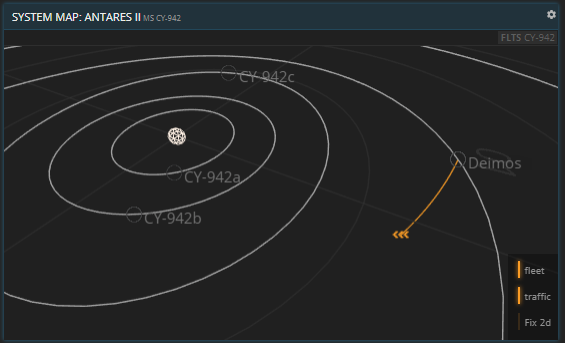 SYSTEM MAP: ANTARES II MS CY-942
FLTS CY-942
CY-942c
Deimos
CY-942a
CY-942b
fleet
traffic
Fix 2d